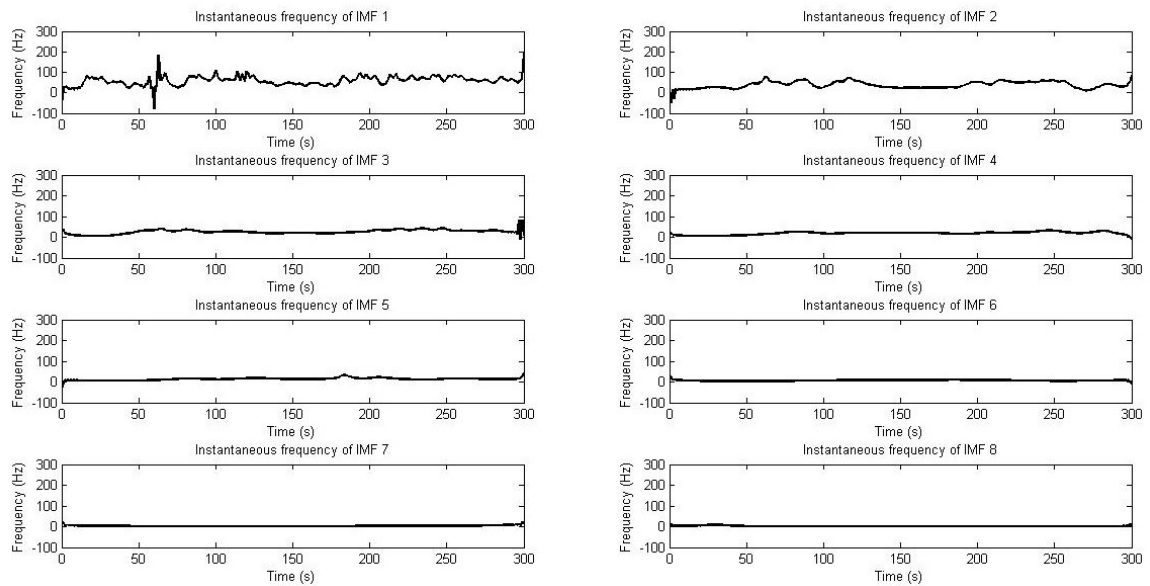 Instantaneous frequency of IMF 1
300
200
100
0
-100
Frequency (Hz)
0 50 100 150 200 250 300
Time (s)
Instantaneous frequency of IMF 2
300
200
100
0
-100
Frequency (Hz)
0 50 100 150 200 250 300
Time (s)
Instantaneous frequency of IMF 3
300
200
100
0
-100
Frequency (Hz)
0 50 100 150 200 250 300
Time (s)
Instantaneous frequency of IMF 4
300
200
100
0
-100
Frequency (Hz)
0 50 100 150 200 250 300
Time (s)
Instantaneous frequency of IMF 5
300
200
100
0
-100
Frequency (Hz)
0 50 100 150 200 250 300
Time (s)
Instantaneous frequency of IMF 6
300
200
100
0
-100
Frequency (Hz)
0 50 100 150 200 250 300
Time (s)
Instantaneous frequency of IMF 7
300
200
100
0
-100
Frequency (Hz)
0 50 100 150 200 250 300
Time (s)
Instantaneous frequency of IMF 8
300
200
100
0
-100
Frequency (Hz)
0 50 100 150 200 250 300
Time (s)